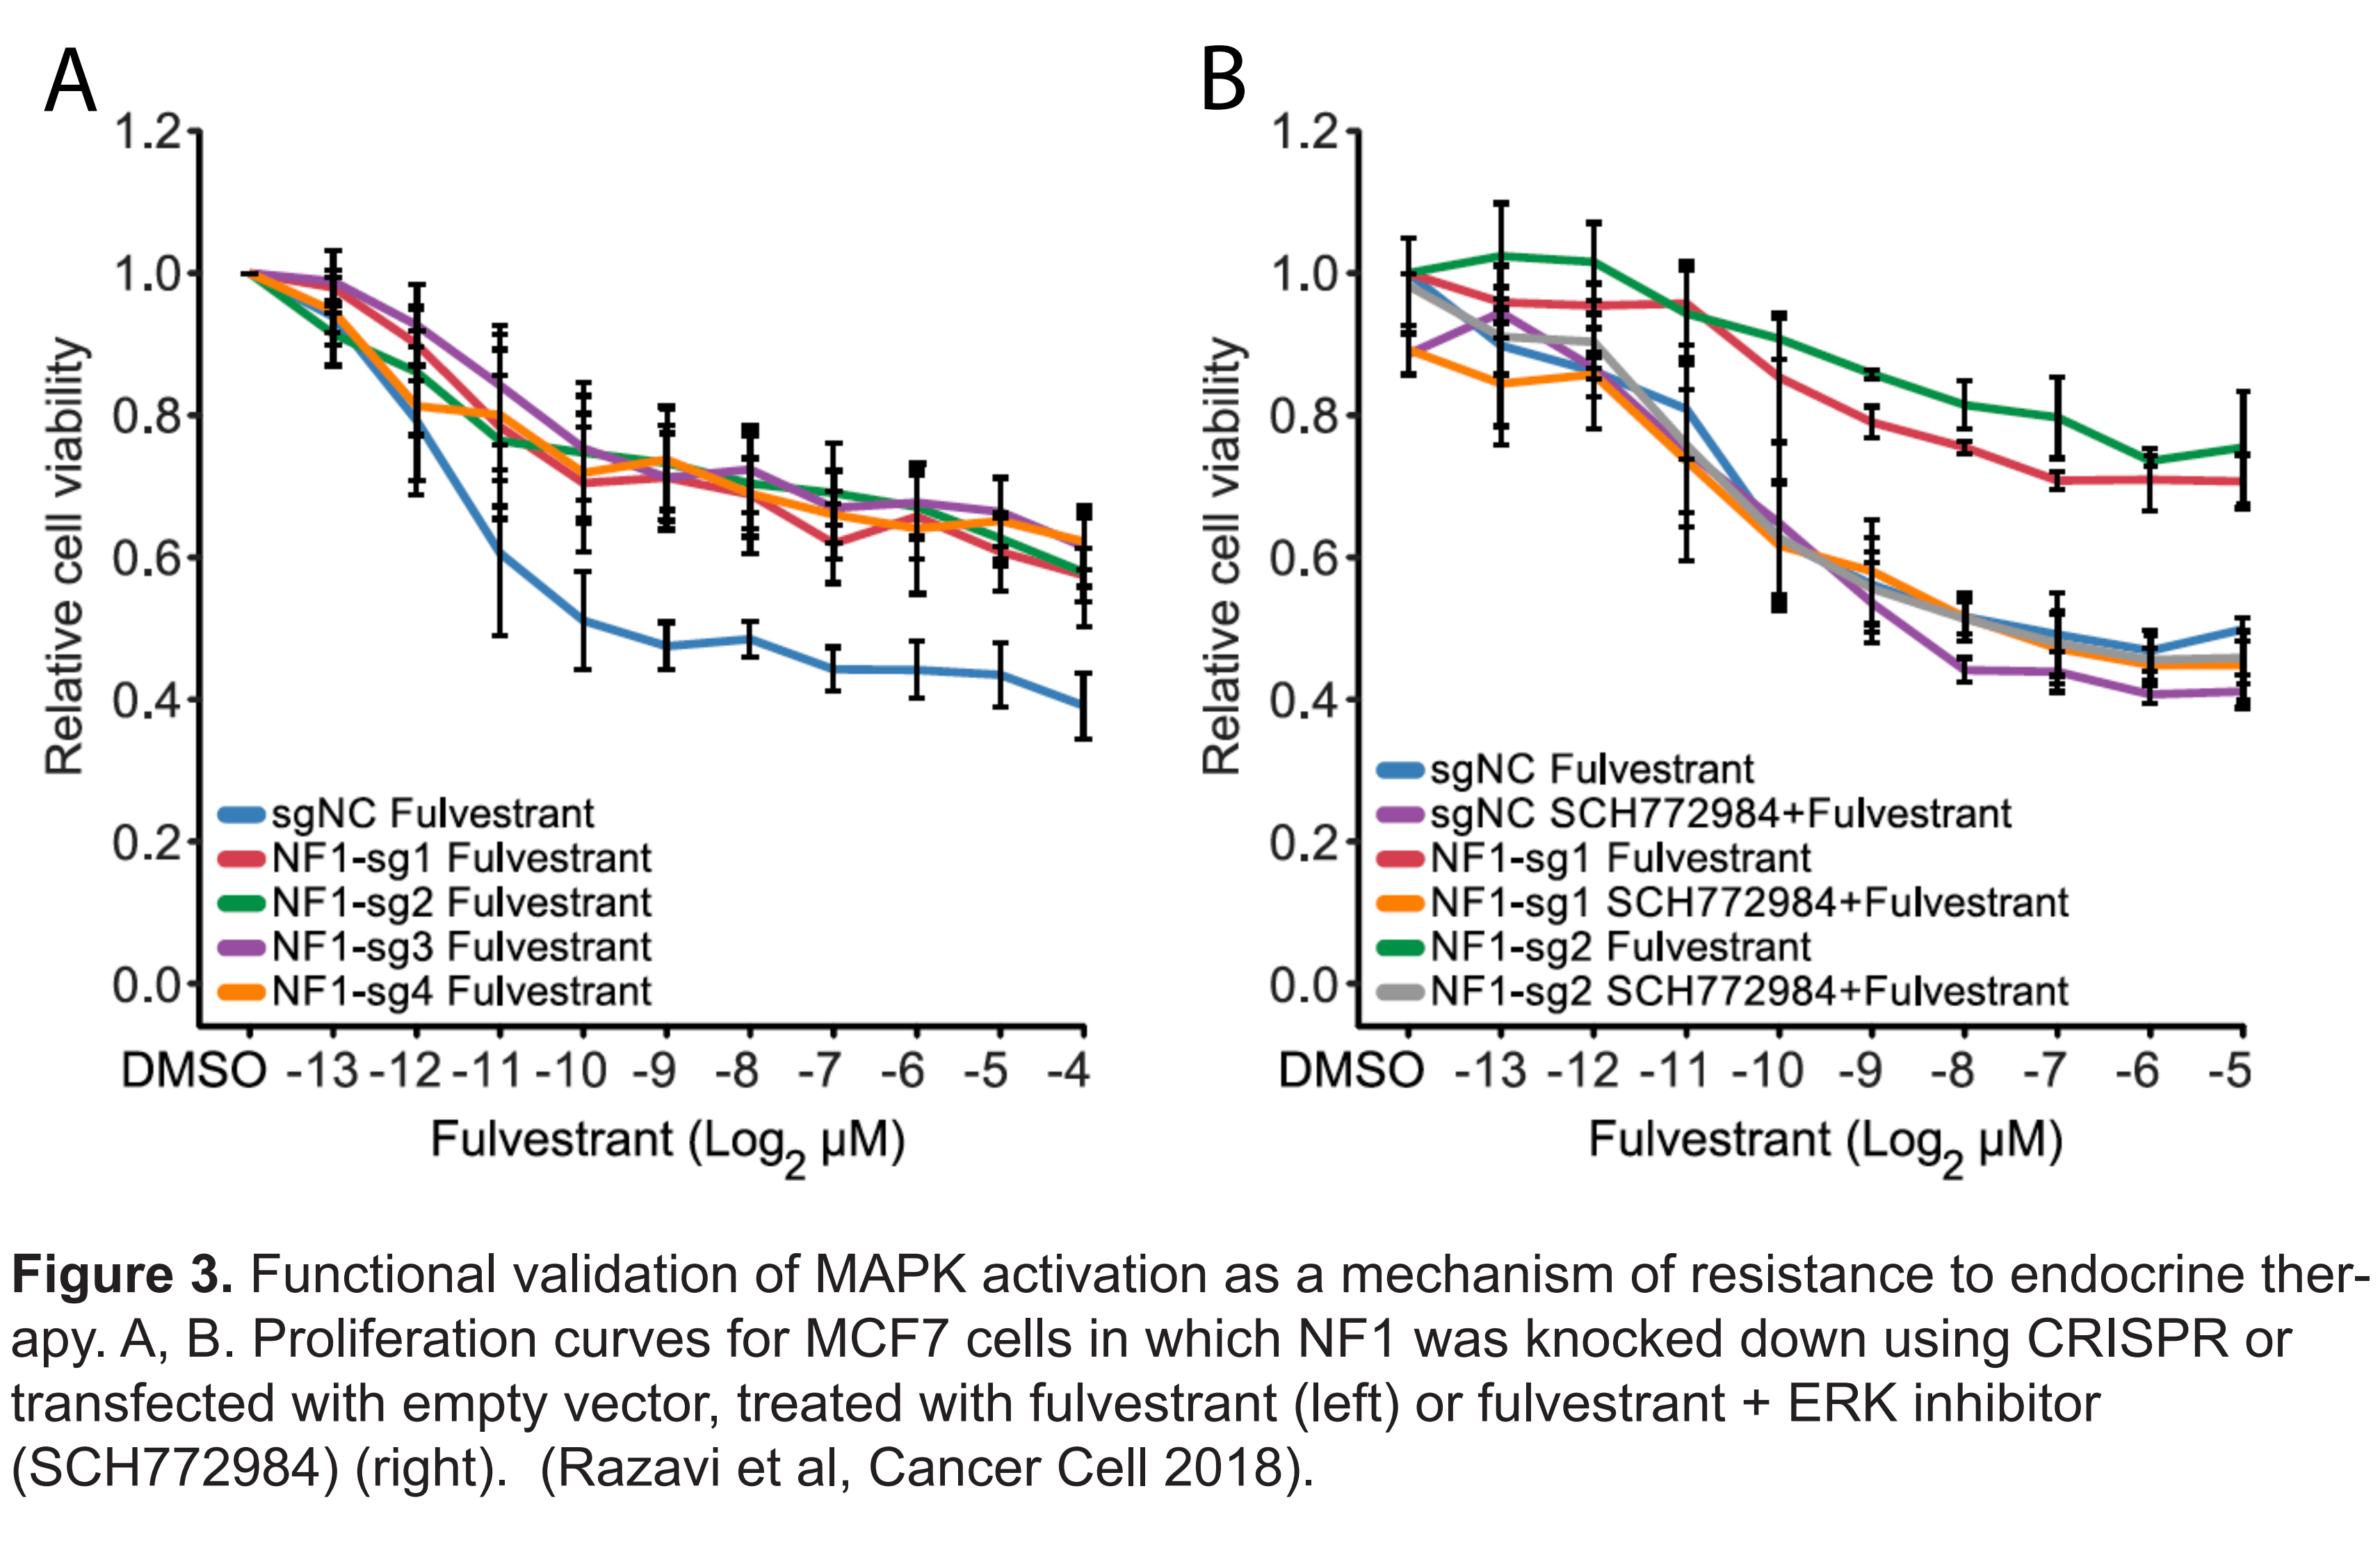 A
1.2
1.0
0.8
0.6
0.4
0.2
0.0
Relative cell viability
sgNC Fulvestrant
NF1-sg1 Fulvestrant
NF1-sg2 Fulvestrant
NF1-sg3 Fulvestrant
NF1-sg4 Fulvestrant
DMSO -13 -12 -11 -10 -9 -8 -7 -6 -5 -4
Fulvestrant (Log2 µM)
B
1.2
1.0
0.8
0.6
0.4
0.2
0.0
Relative cell viability
sgNC Fulvestrant
sgNC SCH772984+Fulvestrant
NF1-sg1 Fulvestrant
NF1-sg1 SCH772984+Fulvestrant
NF1-sg2 Fulvestrant
NF1-sg2 SCH772984+Fulvestrant
DMSO -13 -12 -11 -10 -9 -8 -7 -6 -5
Fulvestrant (Log2 µM)
Figure 3. Functional validation of MAPK activation as a mechanism of resistance to endocrine ther-
apy. A, B. Proliferation curves for MCF7 cells in which NF1 was knocked down using CRISPR or
transfected with empty vector, treated with fulvestrant (left) or fulvestrant + ERK inhibitor
(SCH772984) (right). (Razavi et al, Cancer Cell 2018).